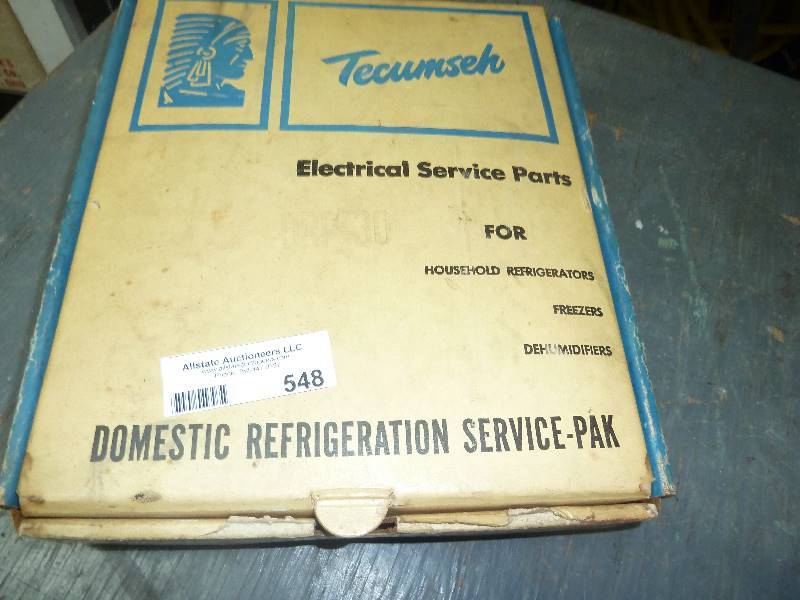 Tecumseh
Electrical Service Parts
FOR
HOUSEHOLD REFRIGERATORS
FREEZERS
DEHUMIDIFIERS
Allstate Auctioneers LLC
548
DOMESTIC REFRIGERATION SERVICE-PAK